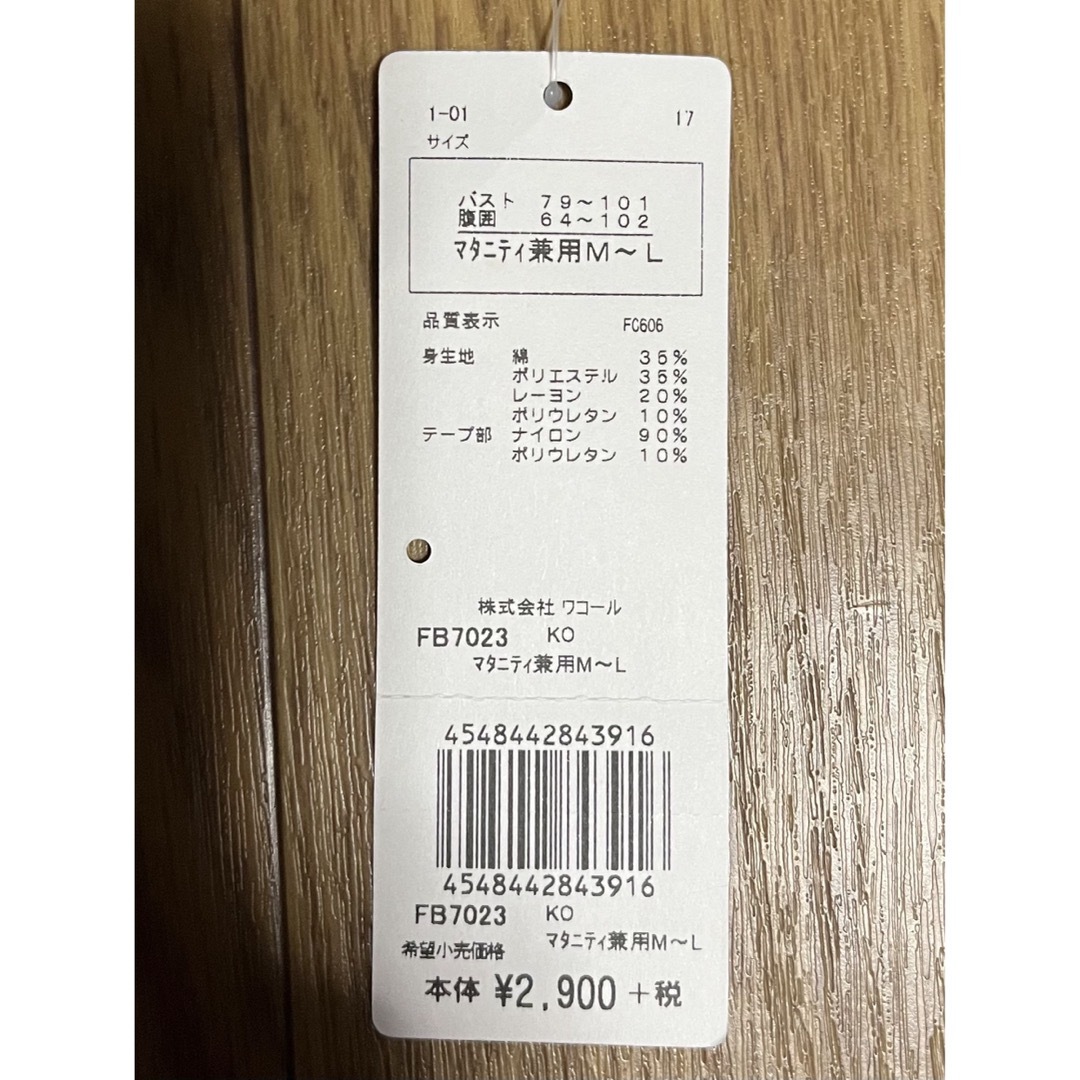 1-01 17
サイズ
バスト 79~101
腹囲 64~102
マタニティ兼用M~L
品質表示 FC606
身生地 綿 35%
ポリエステル 35%
レーヨン 20%
ポリウレタン 10%
テープ部 ナイロン 90%
ポリウレタン 10%
株式会社 ワコール
FB7023 KO
マタニティ兼用M~L
4548442843916
4548442843916
FB7023 KO
マタニティ兼用M~L
希望小売価格
本体 ¥2,900 +税